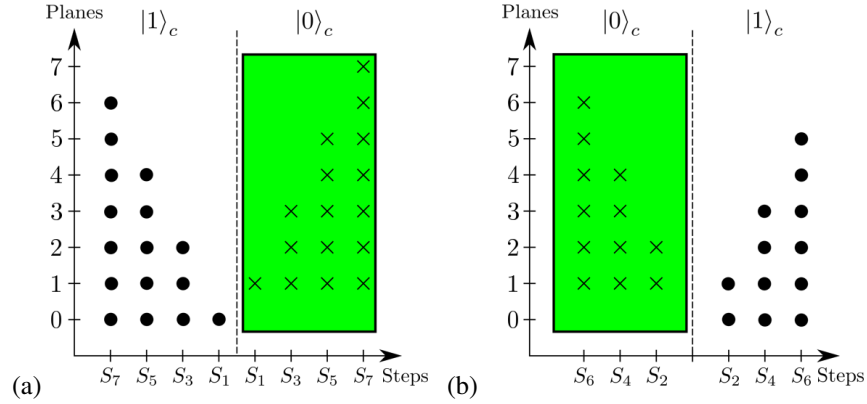 Planes
|1⟩c
|0⟩c
7
6
5
4
3
2
1
0
S7 S5 S3 S1 S1 S3 S5 S7 Steps
(a)
Planes
|0⟩c
|1⟩c
7
6
5
4
3
2
1
0
S6 S4 S2 S2 S4 S6 Steps
(b)